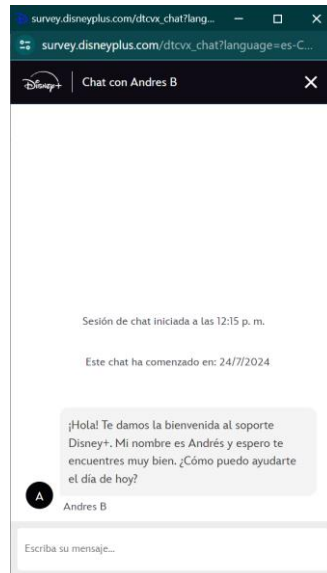 survey.disneyplus.com/dtcvx_chat?lang...
survey.disneyplus.com/dtcvx_chat?language=es-C...
Disney+
Chat con Andres B
Sesión de chat iniciada a las 12:15 p. m.
Este chat ha comenzado en: 24/7/2024
¡Hola! Te damos la bienvenida al soporte
Disney+. Mi nombre es Andrés y espero te
encuentres muy bien. ¿Cómo puedo ayudarte
el día de hoy?
A
Andres B
Escriba su mensaje...